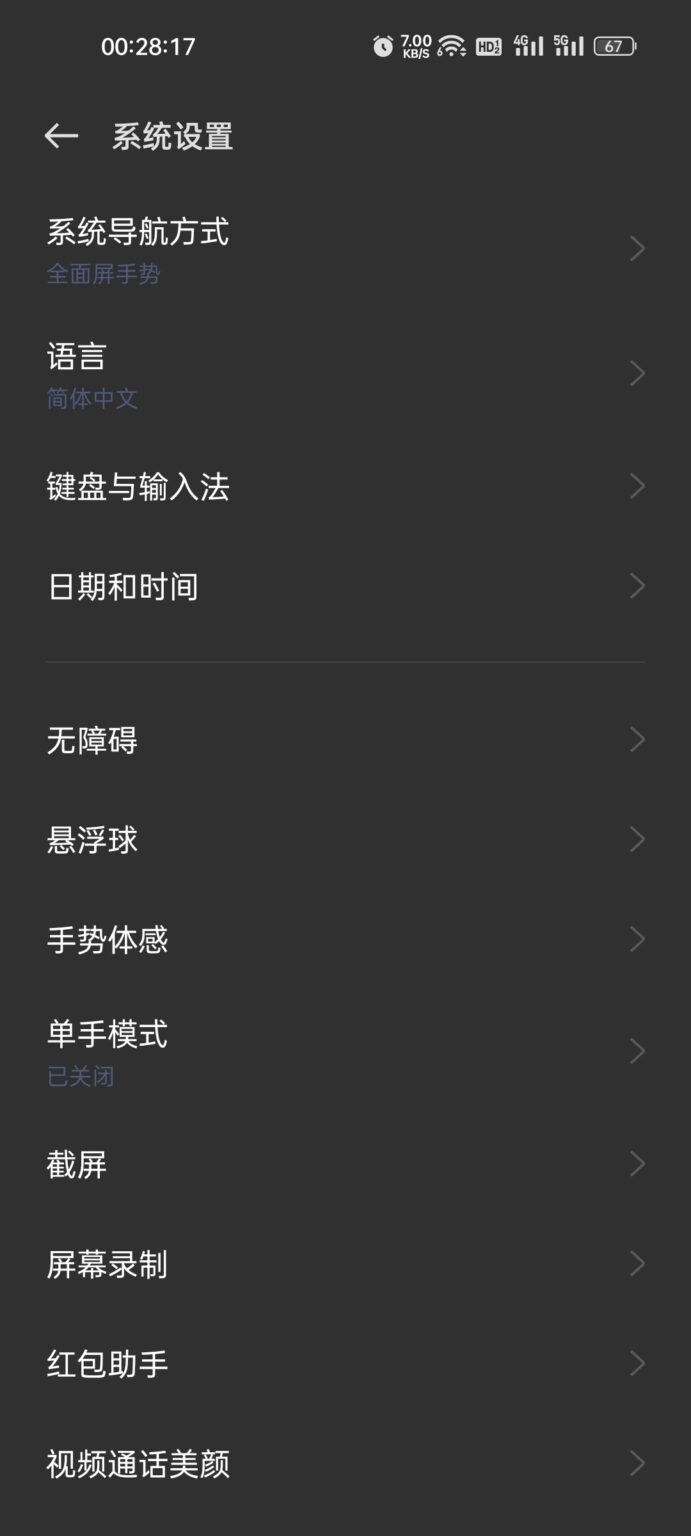 00:28:17 7.00 KB/S HD 1 2 4G 5G 67
系统设置
系统导航方式
全面屏手势
语言
简体中文
键盘与输入法
日期和时间
无障碍
悬浮球
手势体感
单手模式
已关闭
截屏
屏幕录制
红包助手
视频通话美颜